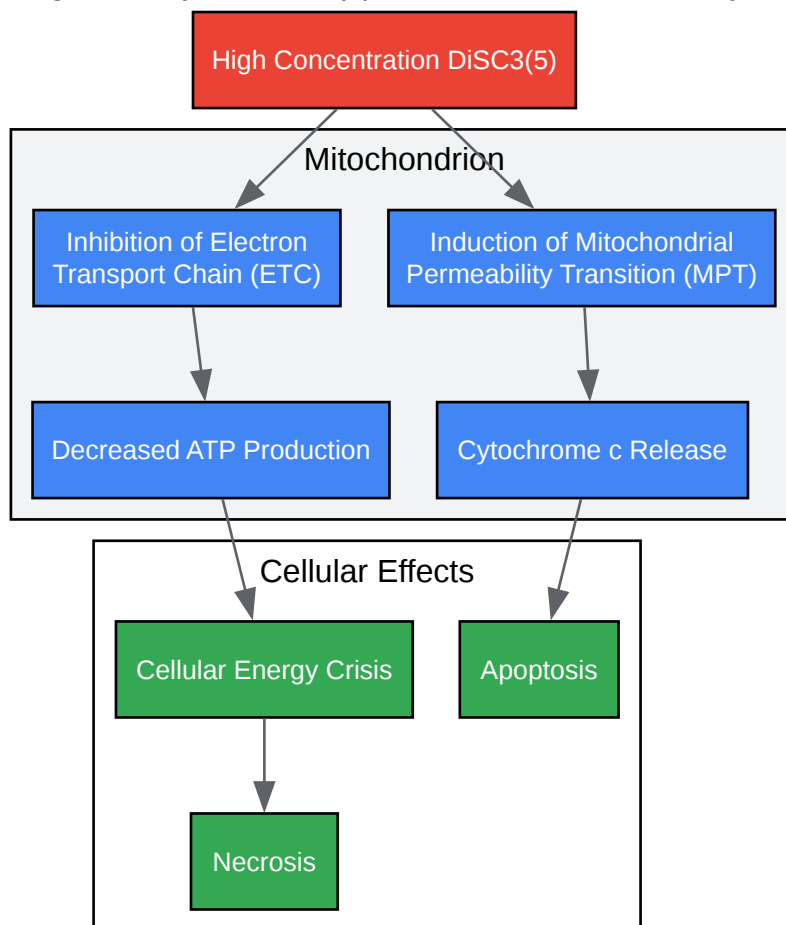 High Concentration DiSC3(5)
Mitochondrion
Inhibition of Electron
Transport Chain (ETC)
Induction of Mitochondrial
Permeability Transition (MPT)
Decreased ATP Production
Cytochrome c Release
Cellular Effects
Cellular Energy Crisis
Apoptosis
Necrosis